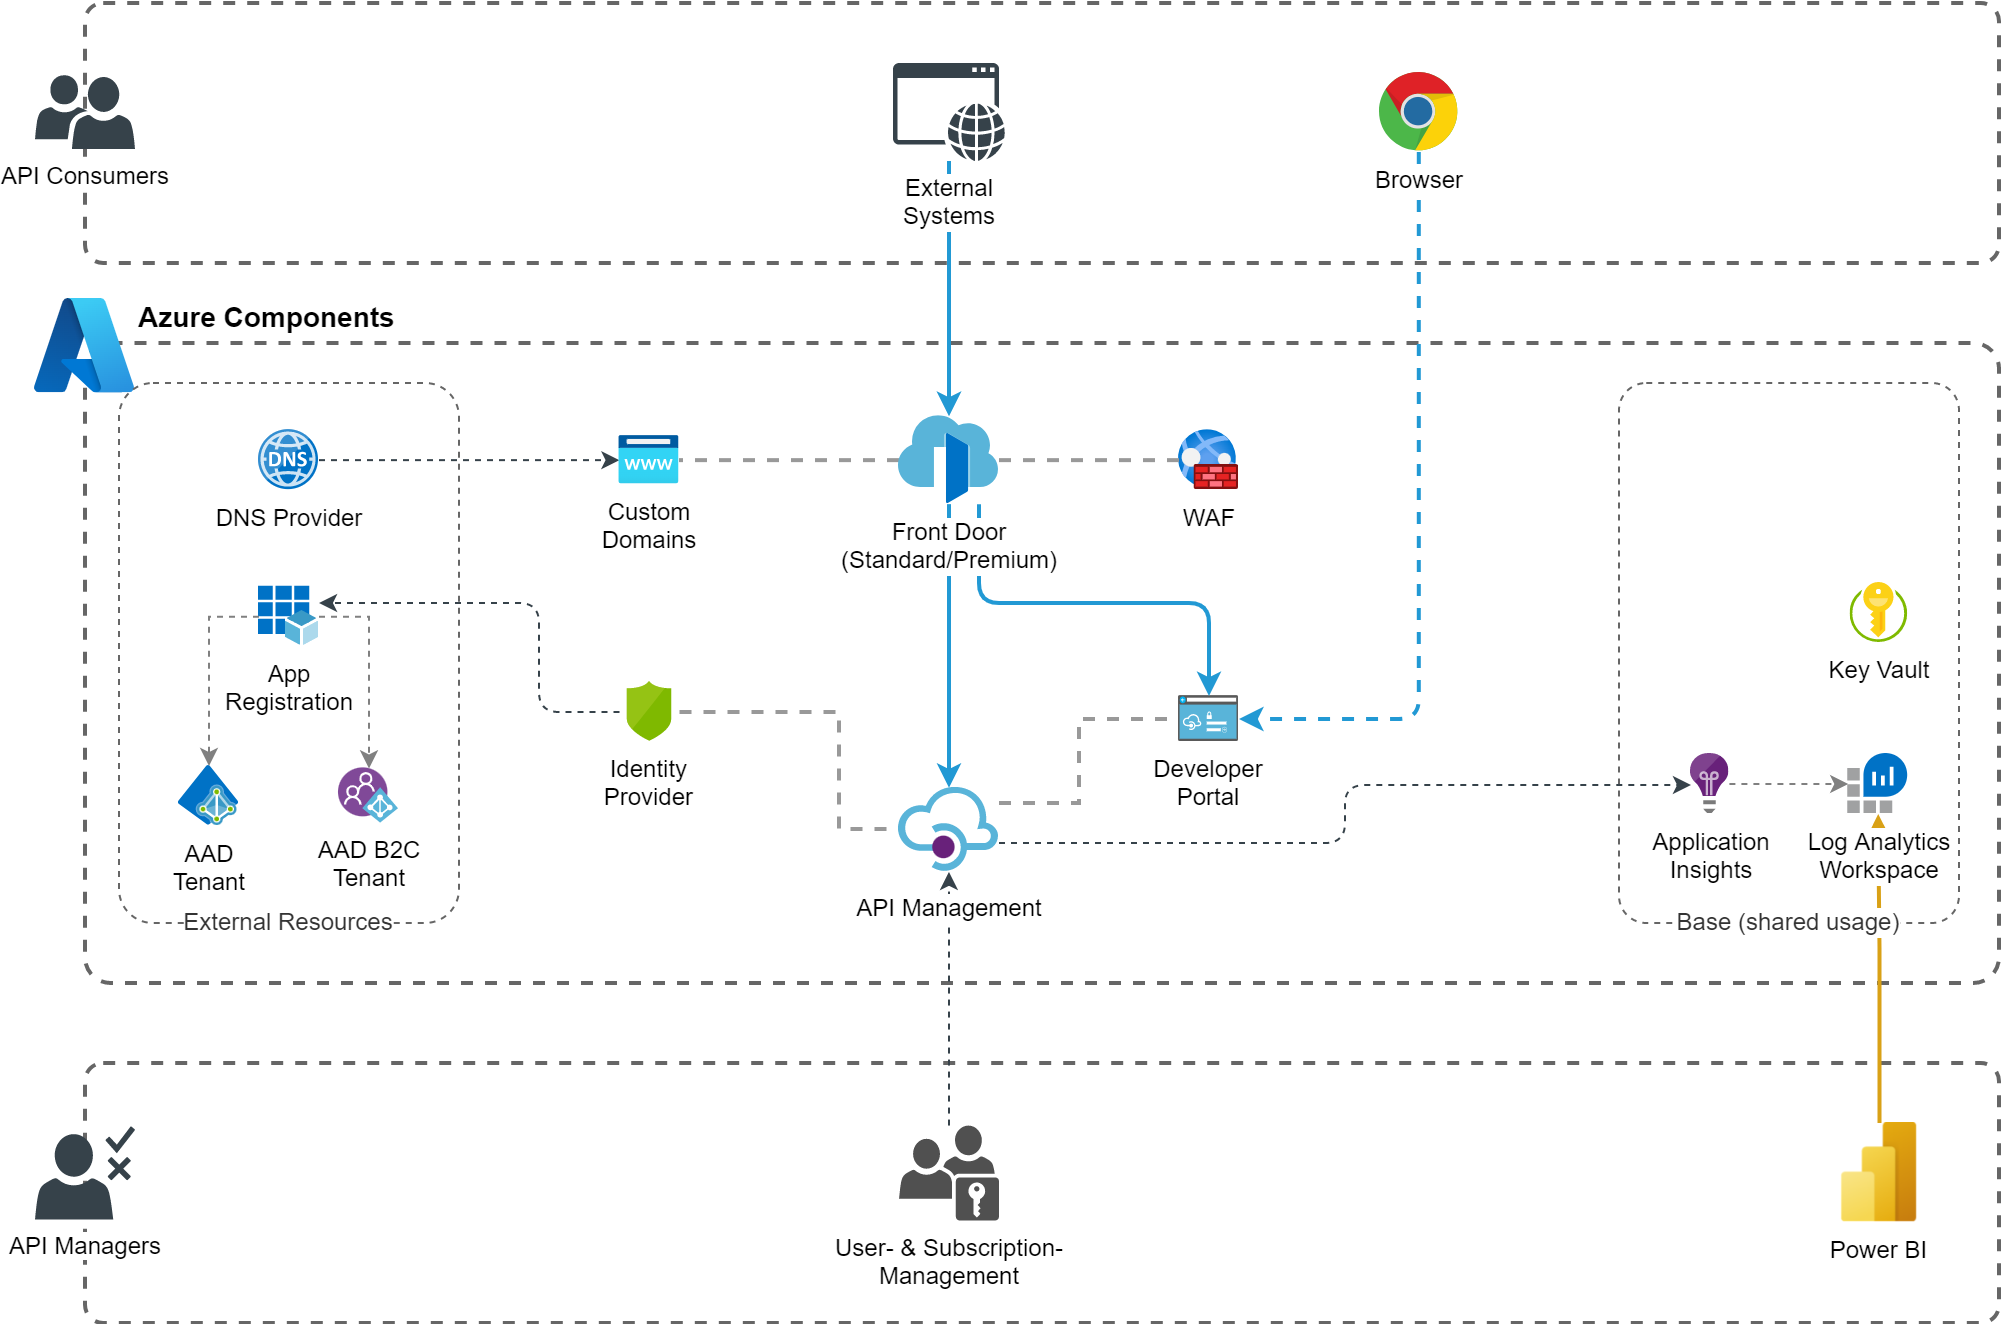 API Consumers
External
Systems
Browser
Azure Components
DNS
DNS Provider
www
Custom
Domains
Front Door
(Standard/Premium)
WAF
App
Registration
Key Vault
Identity
Provider
Developer
Portal
AAD
Tenant
AAD B2C
Tenant
Application
Insights
Log Analytics
Workspace
API Management
External Resources
Base (shared usage)
API Managers
User- & Subscription-
Management
Power BI